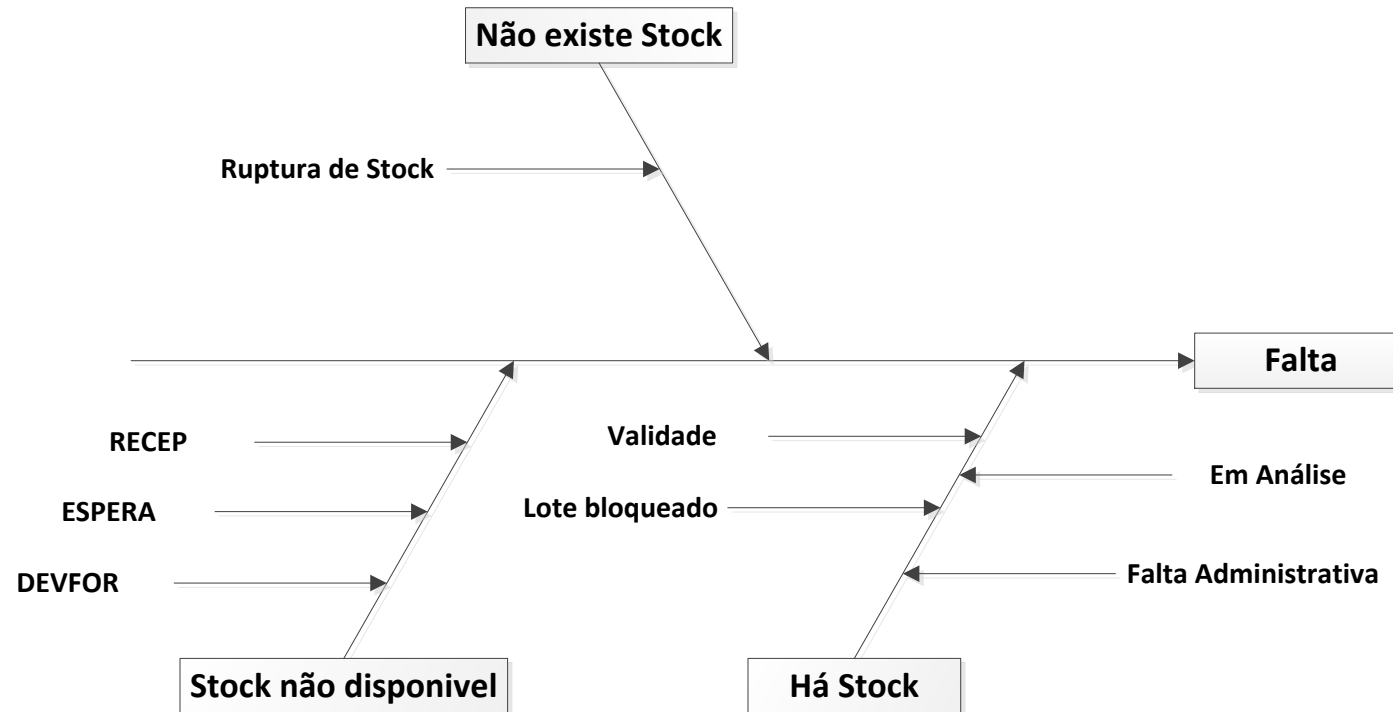 Não existe Stock
Ruptura de Stock
Falta
RECEP
Validade
Em Análise
ESPERA
Lote bloqueado
DEVFOR
Falta Administrativa
Stock não disponivel
Há Stock